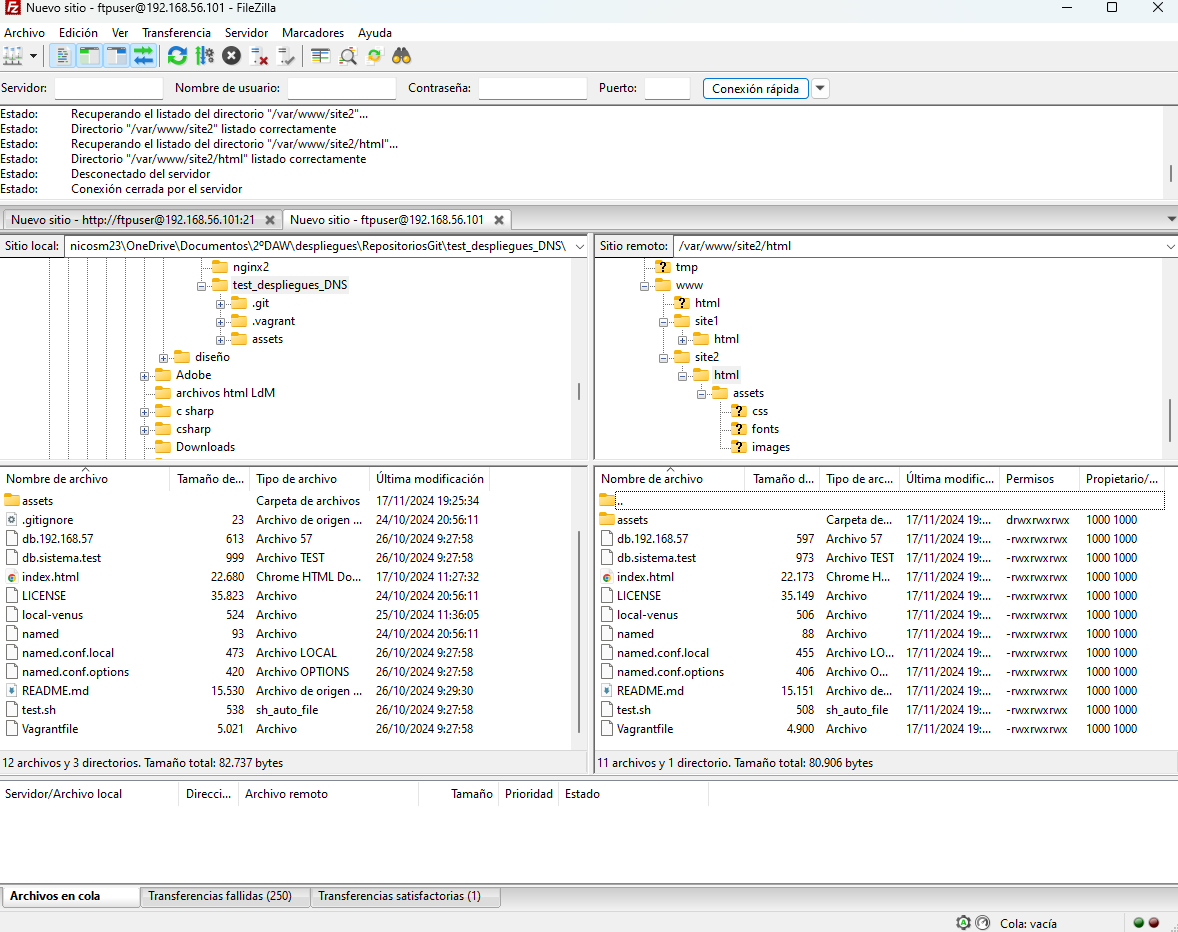 Nuevo sitio - ftpuser@192.168.56.101 - FileZilla
Archivo Edición Ver Transferencia Servidor Marcadores Ayuda
Servidor: Nombre de usuario: Contraseña: Puerto: Conexión rápida
Estado: Recuperando el listado del directorio "/var/www/site2"...
Estado: Directorio "/var/www/site2" listado correctamente
Estado: Recuperando el listado del directorio "/var/www/site2/html"...
Estado: Directorio "/var/www/site2/html" listado correctamente
Estado: Desconectado del servidor
Estado: Conexión cerrada por el servidor
Nuevo sitio - http://ftpuser@192.168.56.101:21 Nuevo sitio - ftpuser@192.168.56.101
Sitio local: nicosm23\OneDrive\Documentos\2ºDAW\despliegues\RepositoriosGit\test_despliegues_DNS\
nginx2
test_despliegues_DNS
.git
.vagrant
assets
diseño
Adobe
archivos html LdM
c sharp
csharp
Downloads
Sitio remoto: /var/www/site2/html
tmp
www
html
site1
html
site2
html
assets
css
fonts
images
Nombre de archivo Tamaño de... Tipo de archivo Última modificación
assets Carpeta de archivos 17/11/2024 19:25:34
.gitignore 23 Archivo de origen ... 24/10/2024 20:56:11
db.192.168.57 613 Archivo 57 26/10/2024 9:27:58
db.sistema.test 999 Archivo TEST 26/10/2024 9:27:58
index.html 22.680 Chrome HTML Do... 17/10/2024 11:27:32
LICENSE 35.823 Archivo 24/10/2024 20:56:11
local-venus 524 Archivo 25/10/2024 11:36:05
named 93 Archivo 24/10/2024 20:56:11
named.conf.local 473 Archivo LOCAL 26/10/2024 9:27:58
named.conf.options 420 Archivo OPTIONS 26/10/2024 9:27:58
README.md 15.530 Archivo de origen ... 26/10/2024 9:29:30
test.sh 538 sh_auto_file 26/10/2024 9:27:58
Vagrantfile 5.021 Archivo 26/10/2024 9:27:58
12 archivos y 3 directorios. Tamaño total: 82.737 bytes
Nombre de archivo Tamaño d... Tipo de arc... Última modific... Permisos Propietario/...
..
assets Carpeta de... 17/11/2024 19:... drwxrwxrwx 1000 1000
db.192.168.57 597 Archivo 57 17/11/2024 19:... -rwxrwxrwx 1000 1000
db.sistema.test 973 Archivo TEST 17/11/2024 19:... -rwxrwxrwx 1000 1000
index.html 22.173 Chrome H... 17/11/2024 19:... -rwxrwxrwx 1000 1000
LICENSE 35.149 Archivo 17/11/2024 19:... -rwxrwxrwx 1000 1000
local-venus 506 Archivo 17/11/2024 19:... -rwxrwxrwx 1000 1000
named 88 Archivo 17/11/2024 19:... -rwxrwxrwx 1000 1000
named.conf.local 455 Archivo LO... 17/11/2024 19:... -rwxrwxrwx 1000 1000
named.conf.options 406 Archivo O... 17/11/2024 19:... -rwxrwxrwx 1000 1000
README.md 15.151 Archivo de... 17/11/2024 19:... -rwxrwxrwx 1000 1000
test.sh 508 sh_auto_file 17/11/2024 19:... -rwxrwxrwx 1000 1000
Vagrantfile 4.900 Archivo 17/11/2024 19:... -rwxrwxrwx 1000 1000
11 archivos y 1 directorio. Tamaño total: 80.906 bytes
Servidor/Archivo local Direcci... Archivo remoto Tamaño Prioridad Estado
Archivos en cola Transferencias fallidas (250) Transferencias satisfactorias (1)
Cola: vacía